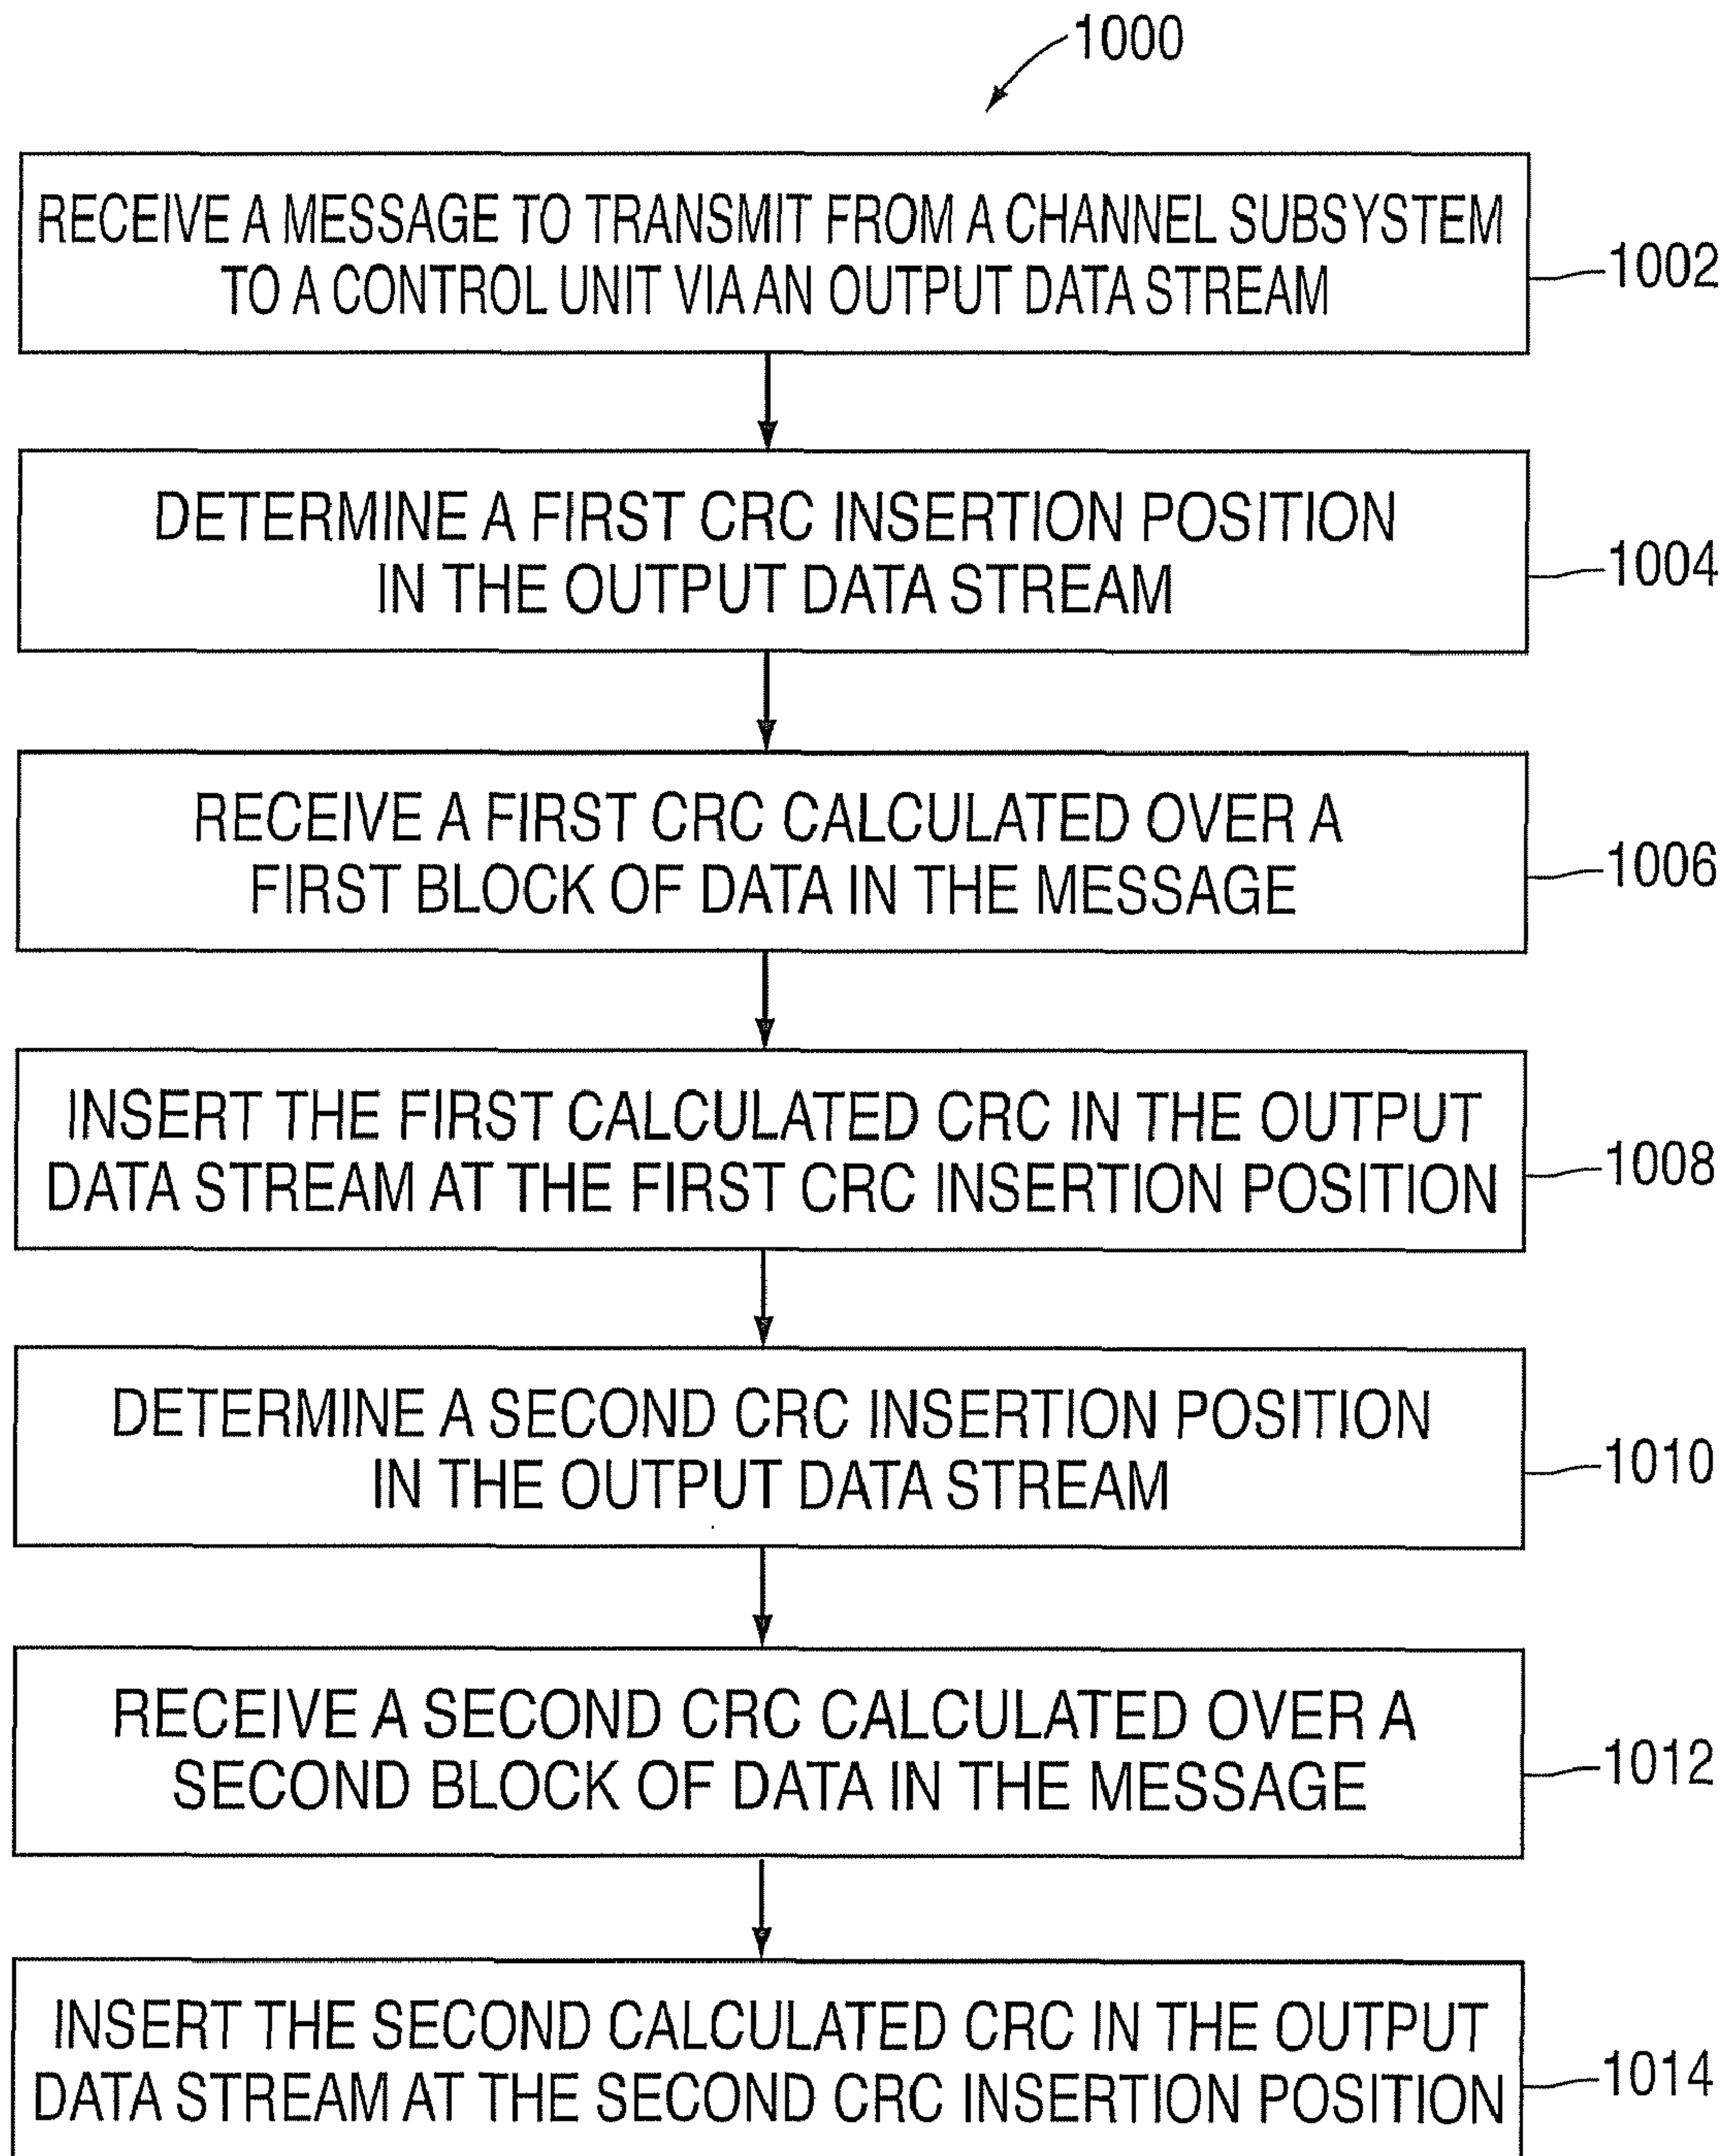 1000
RECEIVE A MESSAGE TO TRANSMIT FROM A CHANNEL SUBSYSTEM
TO A CONTROL UNIT VIA AN OUTPUT DATA STREAM
1002
DETERMINE A FIRST CRC INSERTION POSITION
IN THE OUTPUT DATA STREAM
1004
RECEIVE A FIRST CRC CALCULATED OVER A
FIRST BLOCK OF DATA IN THE MESSAGE
1006
INSERT THE FIRST CALCULATED CRC IN THE OUTPUT
DATA STREAM AT THE FIRST CRC INSERTION POSITION
1008
DETERMINE A SECOND CRC INSERTION POSITION
IN THE OUTPUT DATA STREAM
1010
RECEIVE A SECOND CRC CALCULATED OVER A
SECOND BLOCK OF DATA IN THE MESSAGE
1012
INSERT THE SECOND CALCULATED CRC IN THE OUTPUT
DATA STREAM AT THE SECOND CRC INSERTION POSITION
1014